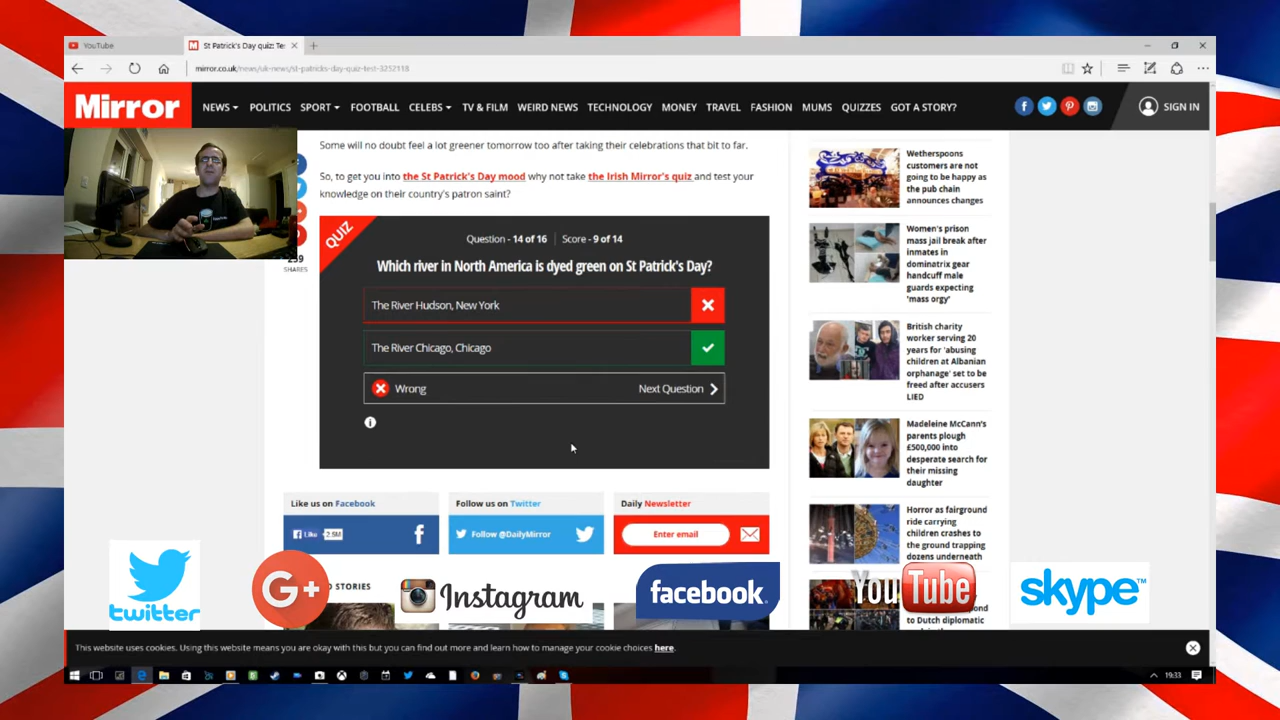 YouTube
St Patrick's Day quiz: Te
mirror.co.uk/news/uk-news/st-patricks-day-quiz-test-3252118
Mirror
NEWS POLITICS SPORT FOOTBALL CELEBS TV & FILM WEIRD NEWS TECHNOLOGY MONEY TRAVEL FASHION MUMS QUIZZES GOT A STORY? SIGN IN
Some will no doubt feel a lot greener tomorrow too after taking their celebrations that bit to far.
So, to get you into the St Patrick's Day mood why not take the Irish Mirror's quiz and test your
knowledge on their country's patron saint?
259
SHARES
QUIZ
Question - 14 of 16 | Score - 9 of 14
Which river in North America is dyed green on St Patrick's Day?
The River Hudson, New York
The River Chicago, Chicago
Wrong
Next Question
Wetherspoons
customers are not
going to be happy as
the pub chain
announces changes
Women's prison
mass jail break after
inmates in
dominatrix gear
handcuff male
guards expecting
'mass orgy'
British charity
worker serving 20
years for 'abusing
children at Albanian
orphanage' set to be
freed after accusers
LIED
Madeleine McCann's
parents plough
£500,000 into
desperate search for
their missing
daughter
Horror as fairground
ride carrying
children crashes to
the ground trapping
dozens underneath
to Dutch diplomatic
Like us on Facebook
Like 2.5M
Follow us on Twitter
Follow @DailyMirror
Daily Newsletter
Enter email
STORIES
twitter
G+
Instagram
facebook.
YouTube
skype™
This website uses cookies. Using this website means you are okay with this but you can find out more and learn how to manage your cookie choices here.
19:33